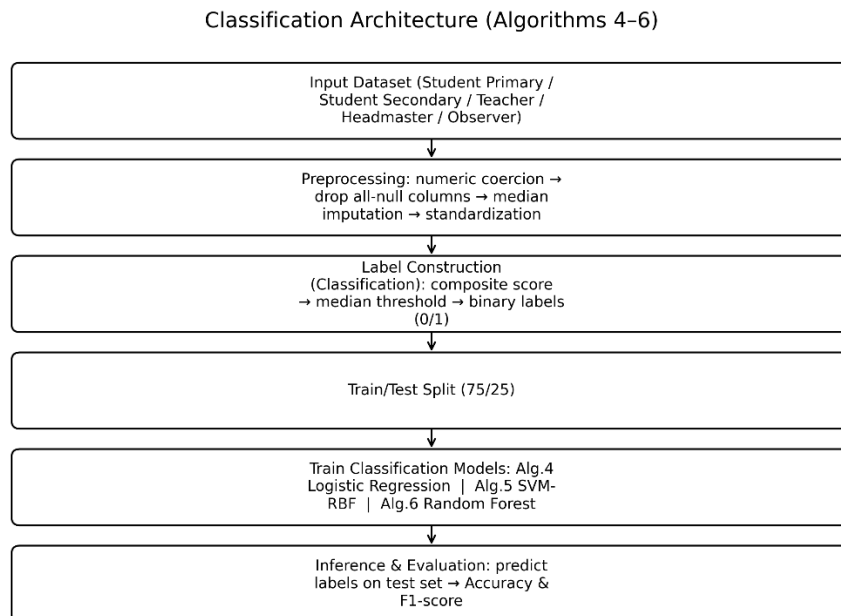 Classification Architecture (Algorithms 4–6)
Input Dataset (Student Primary /
Student Secondary / Teacher /
Headmaster / Observer)
Preprocessing: numeric coercion →
drop all-null columns → median
imputation → standardization
Label Construction
(Classification): composite score
→ median threshold → binary labels
(0/1)
Train/Test Split (75/25)
Train Classification Models: Alg.4
Logistic Regression | Alg.5 SVM-
RBF | Alg.6 Random Forest
Inference & Evaluation: predict
labels on test set → Accuracy &
F1-score